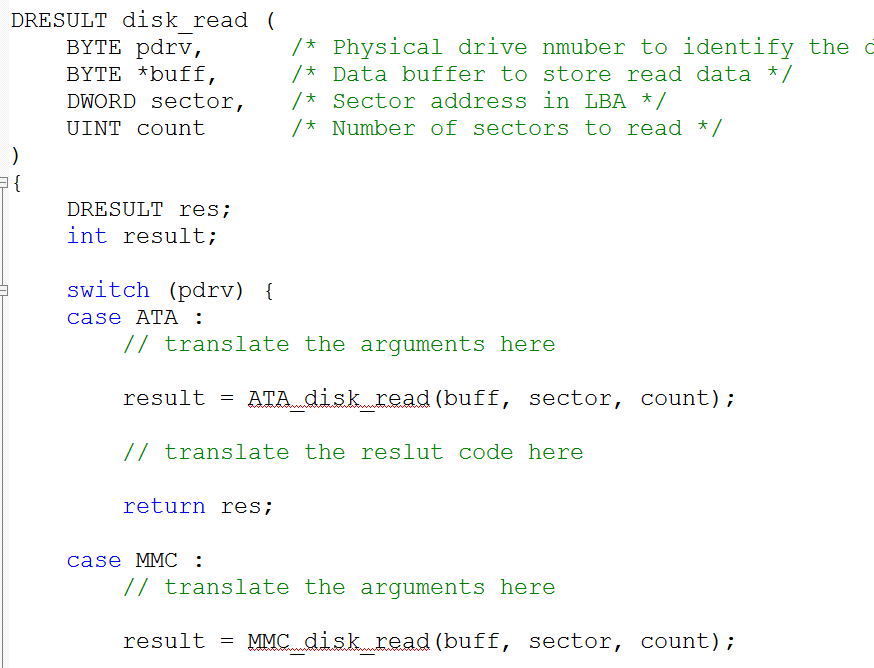 DRESULT disk_read (
    BYTE pdrv,      /* Physical drive nmuber to identify the d
    BYTE *buff,     /* Data buffer to store read data */
    DWORD sector,   /* Sector address in LBA */
    UINT count      /* Number of sectors to read */
)
{
    DRESULT res;
    int result;
    switch (pdrv) {
    case ATA :
        // translate the arguments here
        result = ATA_disk_read(buff, sector, count);
        // translate the reslut code here
        return res;
    case MMC :
        // translate the arguments here
        result = MMC_disk_read(buff, sector, count);